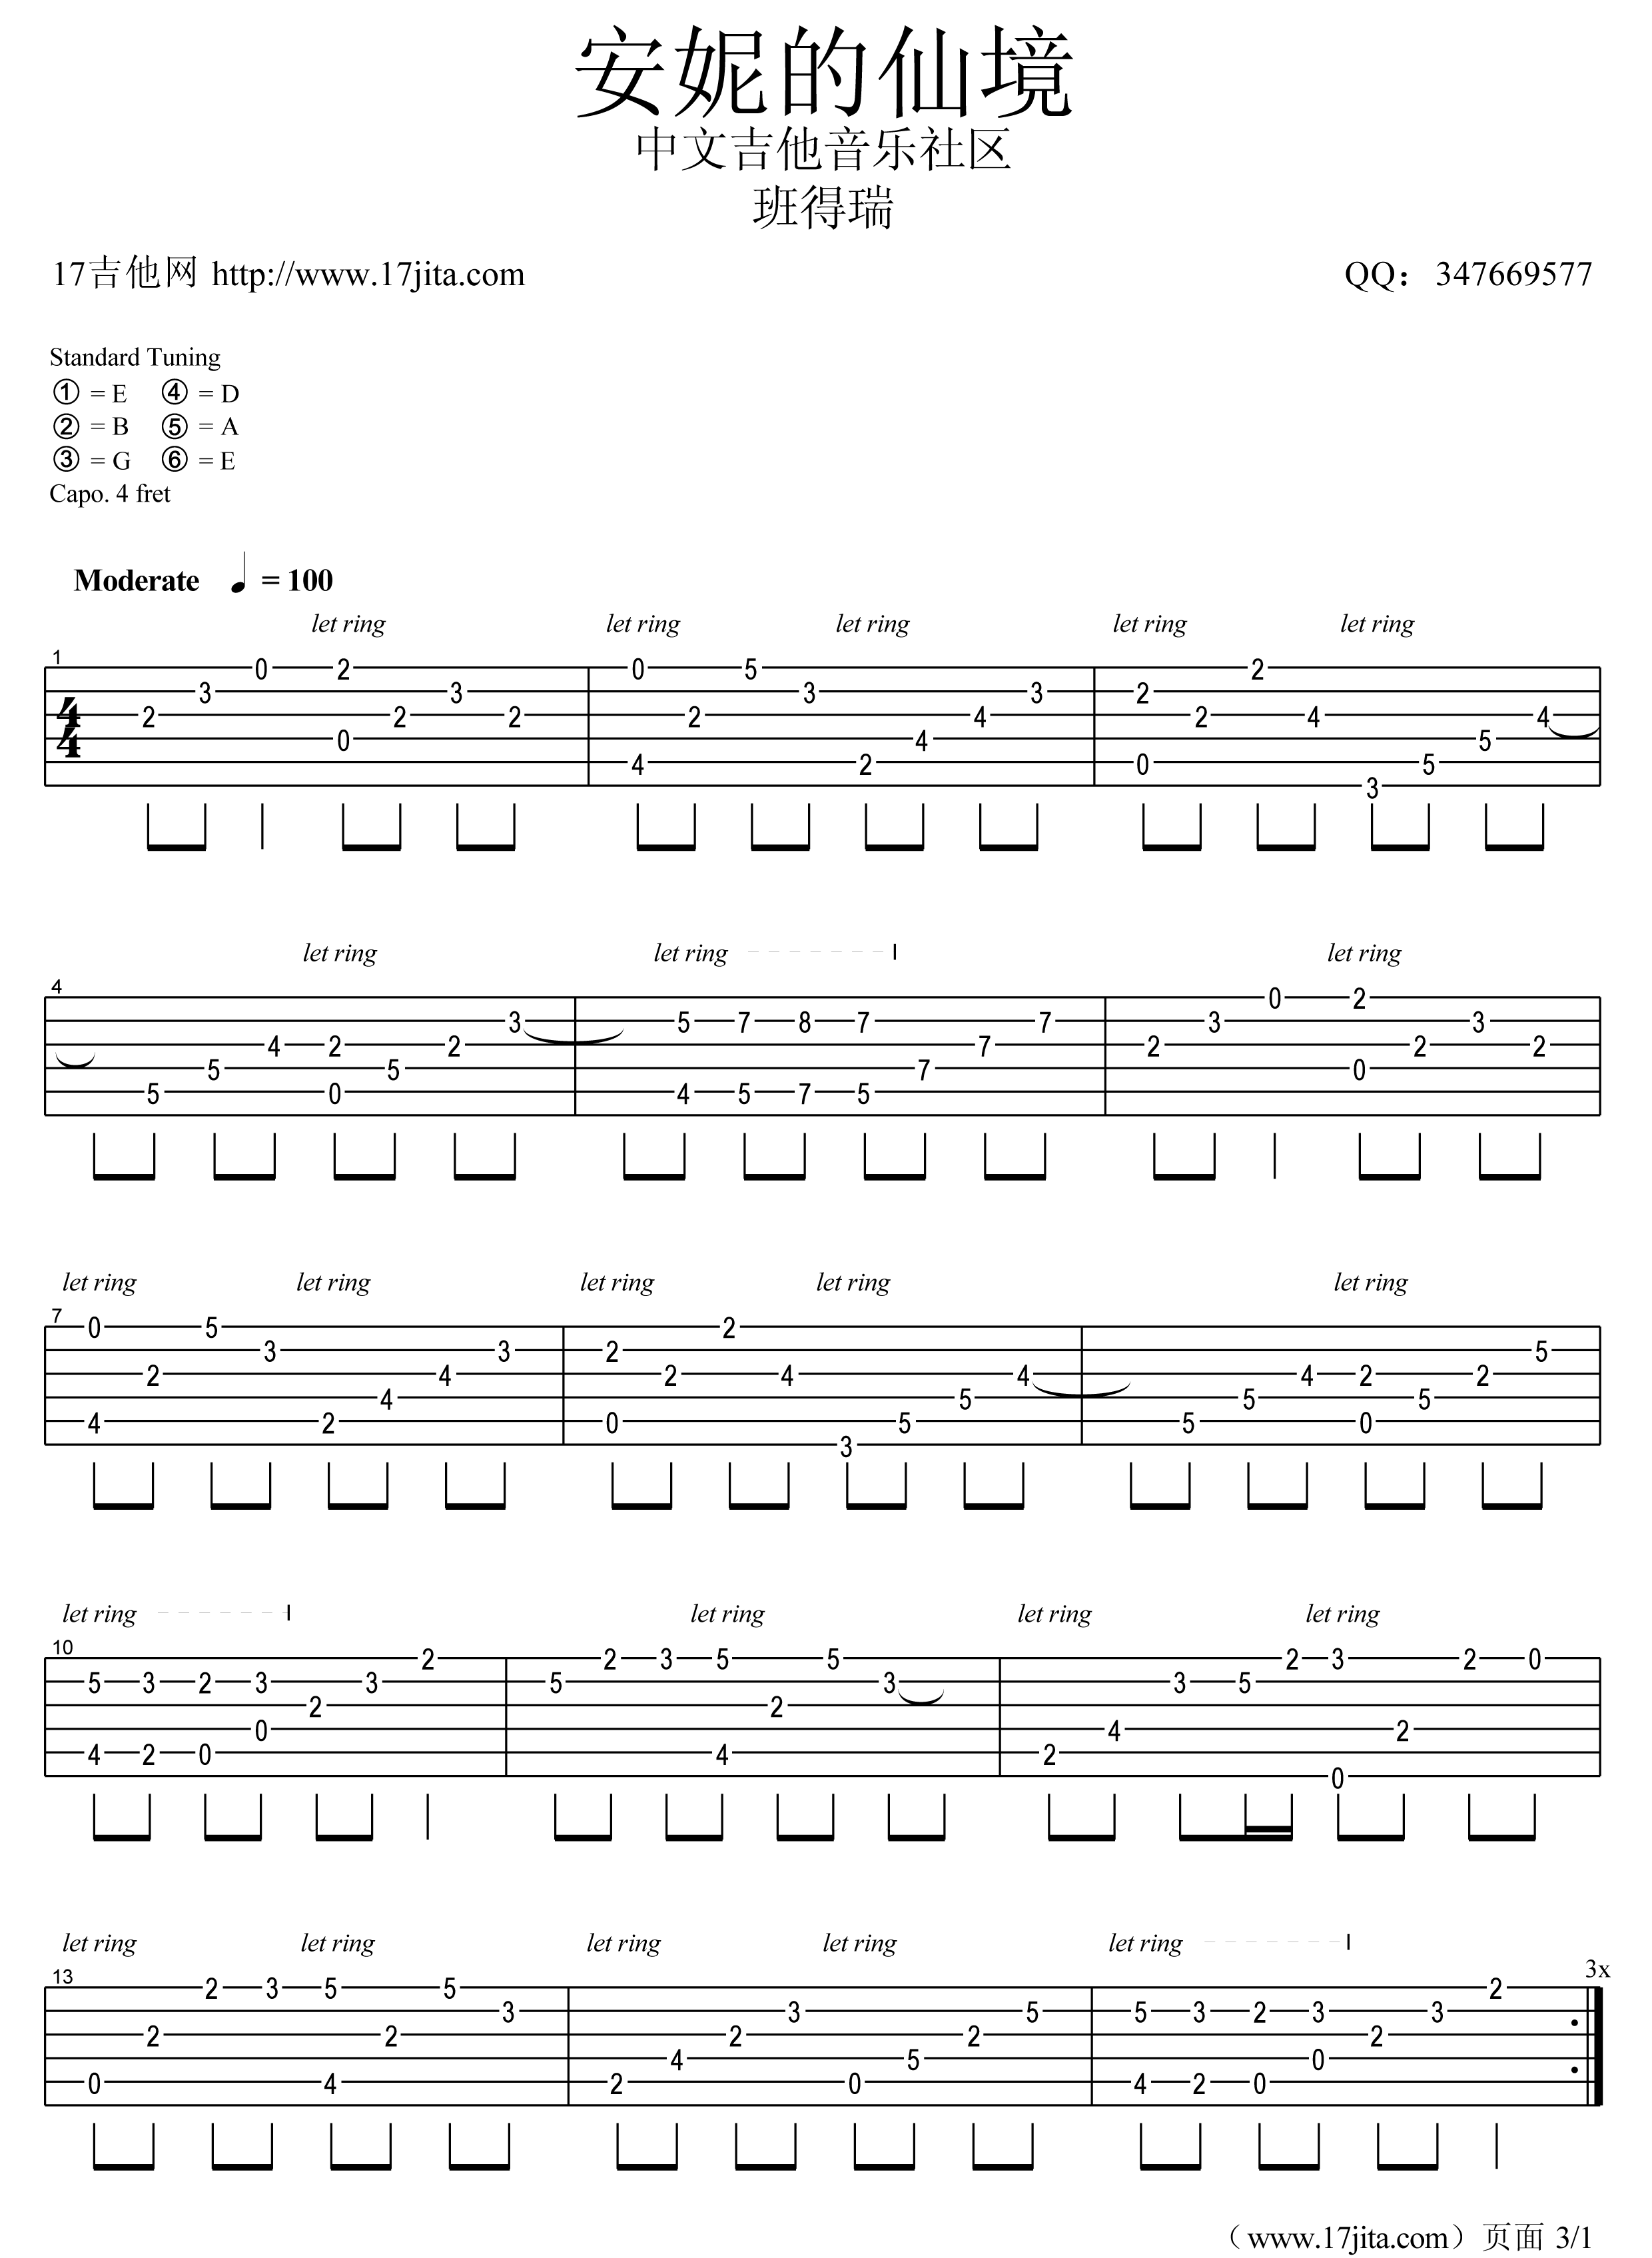 安妮的仙境
中文吉他音乐社区
班得瑞
17吉他网 http://www.17jita.com QQ：347669577
Standard Tuning
① = E ④ = D
② = B ⑤ = A
③ = G ⑥ = E
Capo. 4 fret
Moderate ♩ = 100
let ring let ring let ring let ring let ring
1
0 2 0 5 2
3 3 3 3 2
4 2 2 2 2 4 2 4 4
4 0 4 5
4 2 0 5
3
let ring let ring let ring
4
0 2
3 5 7 8 7 7 3 3
4 2 2 7 2 2 2
5 5 7 0
5 0 4 5 7 5
let ring let ring let ring let ring let ring
7
0 5 2
3 3 2 5
2 4 2 4 4 4 2 2
4 5 5 5
4 2 0 5 5 0
3
let ring let ring let ring let ring
10
2 2 3 5 5 2 3 2 0
5 3 2 3 3 5 3 3 5
2 2
0 4 2
4 2 0 4 2
0
let ring let ring let ring let ring let ring
3x
13
2 3 5 5 2
3 3 5 5 3 2 3 3
2 2 2 2 2
4 5 0
0 4 2 0 4 2 0
（www.17jita.com）页面 3/1